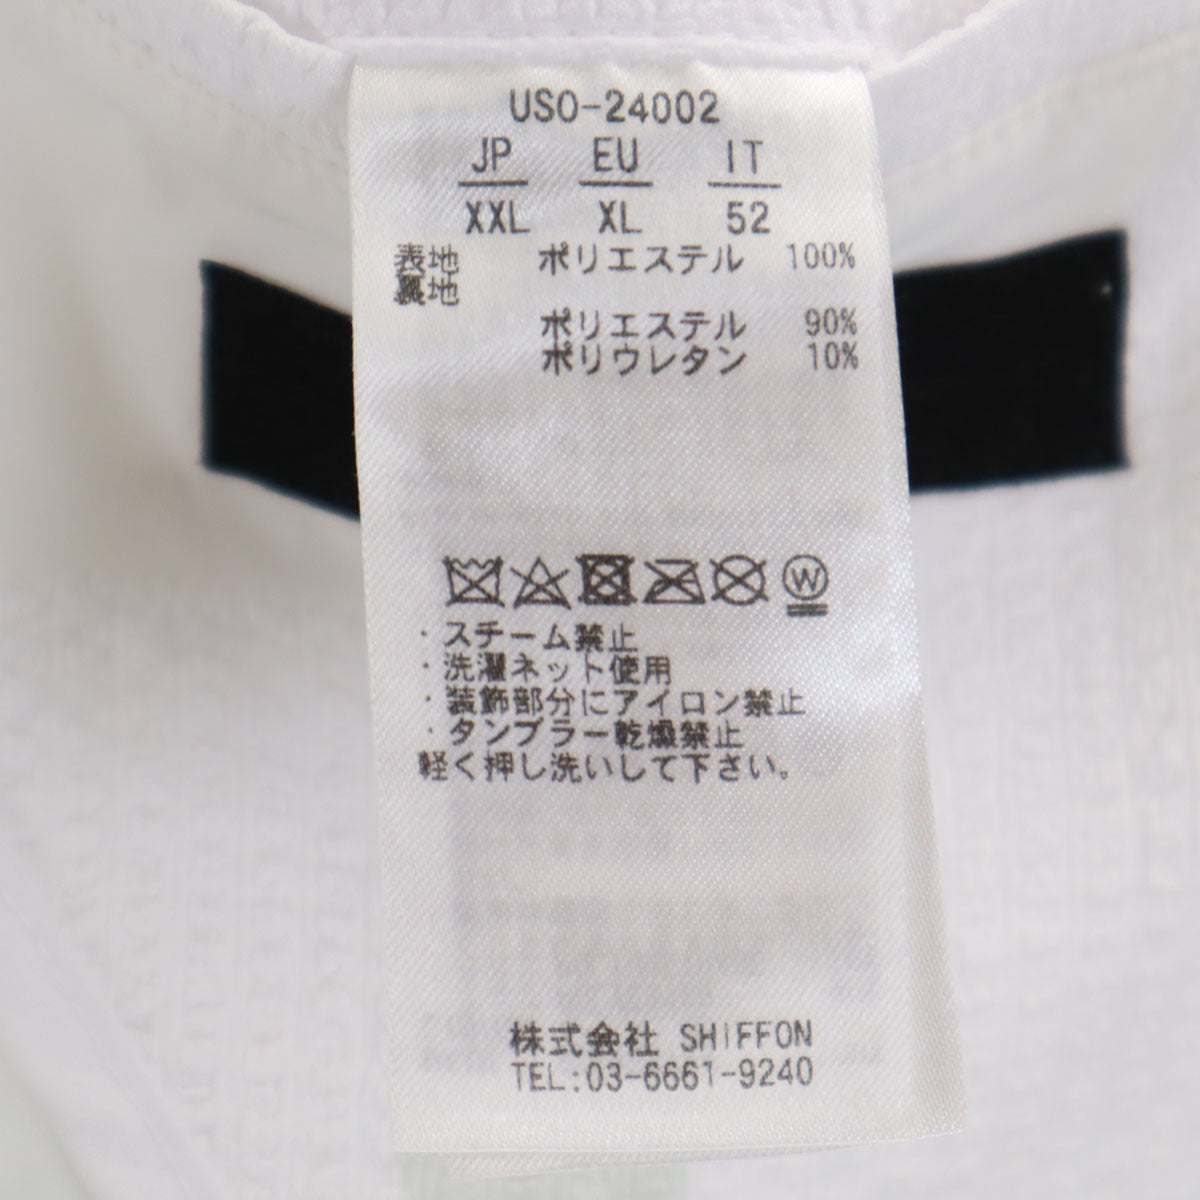 USO-24002
JP EU IT
XXL XL 52
表地 ポリエステル 100%
裏地
ポリエステル 90%
ポリウレタン 10%
W
・スチーム禁止
・洗濯ネット使用
・装飾部分にアイロン禁止
・タンブラー乾燥禁止
軽く押し洗いして下さい。
株式会社 SHIFFON
TEL:03-6661-9240